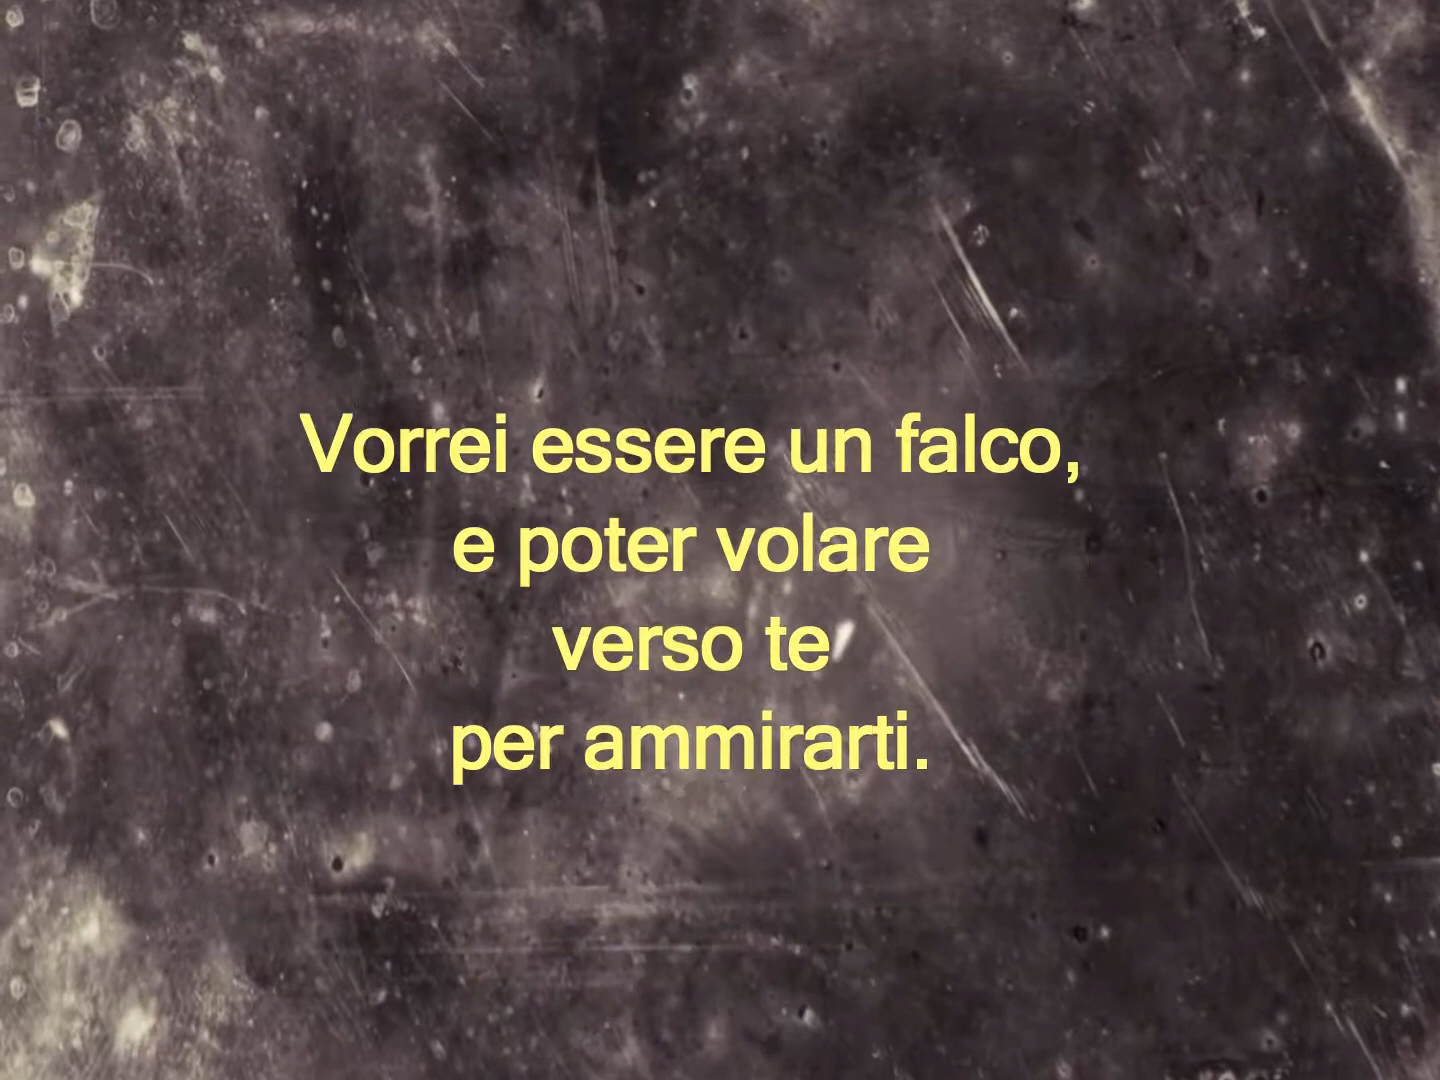 Vorrei essere un falco,
e poter volare
verso te
per ammirarti.